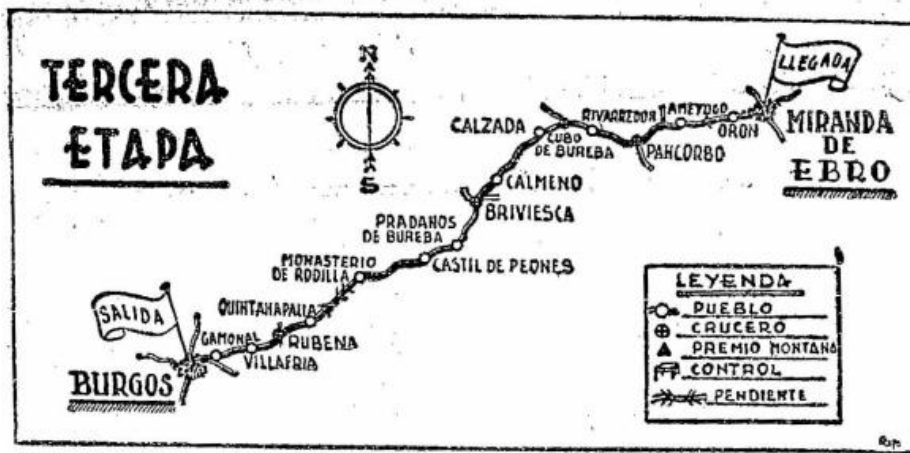 TERCERA
ETAPA
N
S
SALIDA
BURGOS
GAMONAL
VILLAFRIA
RUBENA
QUINTANAPALLA
MONASTERIO
DE RODILLA
CASTIL DE PEONES
PRADANOS
DE BUREBA
BRIVIESCA
CALMENO
CALZADA
CUBO
DE BUREBA
RIVARREDOR
PANCORBO
AMEYUGO
ORON
LLEGADA
MIRANDA
DE
EBRO
LEYENDA
PUEBLO
CRUCERO
PREMIO MONTAÑA
CONTROL
PENDIENTE